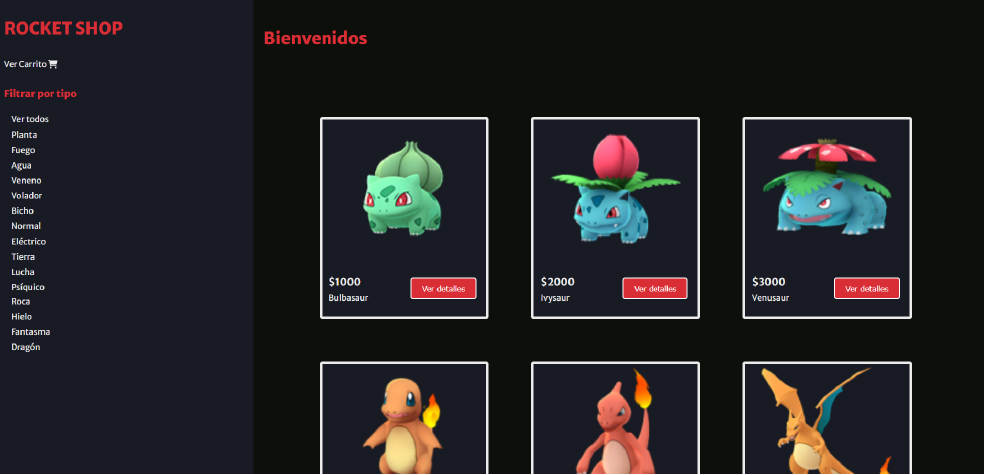 ROCKET SHOP
Ver Carrito
Filtrar por tipo
Ver todos
Planta
Fuego
Agua
Veneno
Volador
Bicho
Normal
Eléctrico
Tierra
Lucha
Psíquico
Roca
Hielo
Fantasma
Dragón
Bienvenidos
$1000
Bulbasaur
Ver detalles
$2000
Ivysaur
Ver detalles
$3000
Venusaur
Ver detalles